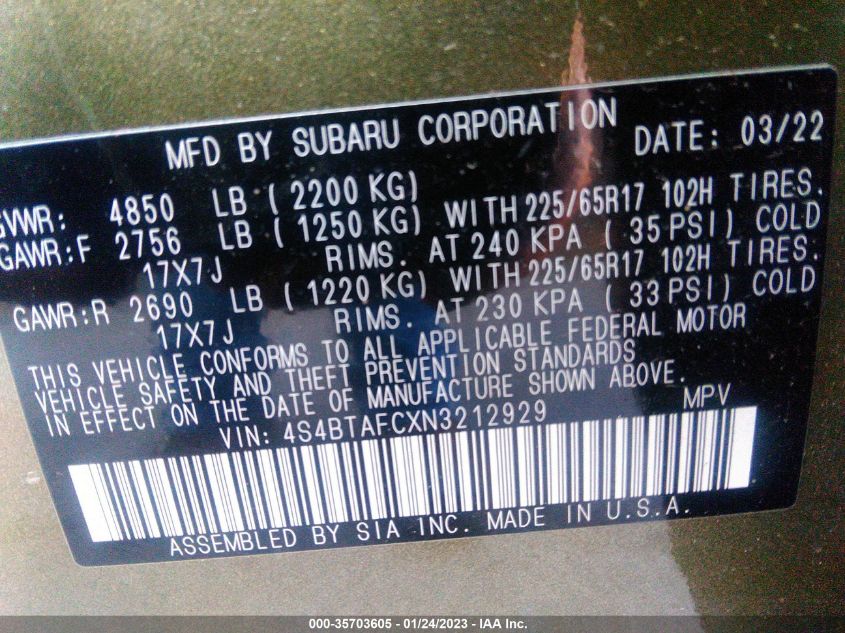 MFD BY SUBARU CORPORATION DATE: 03/22
GVWR: 4850 LB ( 2200 KG)
GAWR:F 2756 LB ( 1250 KG) WITH 225/65R17 102H TIRES.
17X7J RIMS. AT 240 KPA ( 35 PSI) COLD
GAWR:R 2690 LB ( 1220 KG) WITH 225/65R17 102H TIRES.
17X7J RIMS. AT 230 KPA ( 33 PSI) COLD
THIS VEHICLE CONFORMS TO ALL APPLICABLE FEDERAL MOTOR
VEHICLE SAFETY AND THEFT PREVENTION STANDARDS
IN EFFECT ON THE DATE OF MANUFACTURE SHOWN ABOVE.
VIN: 4S4BTAFCXN3212929 MPV
ASSEMBLED BY SIA INC. MADE IN U.S.A.
000-35703605 - 01/24/2023 - IAA Inc.